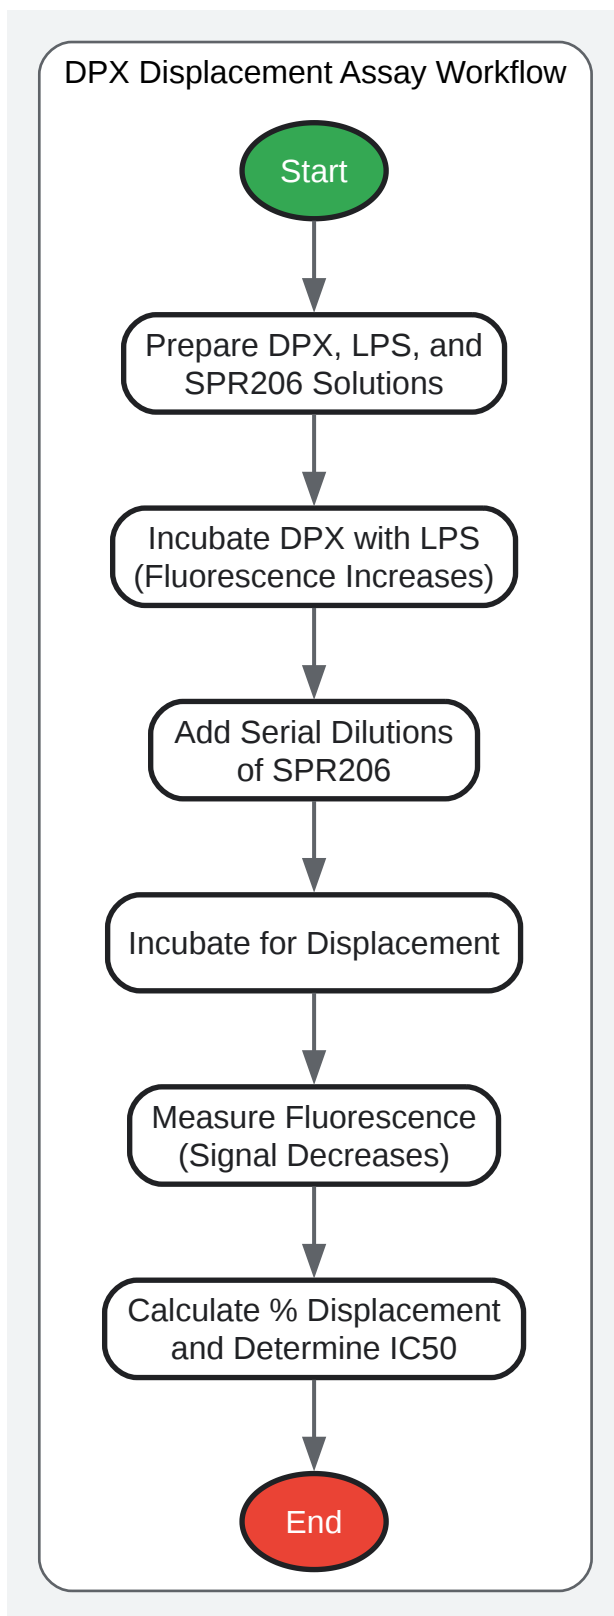 DPX Displacement Assay Workflow
Start
Prepare DPX, LPS, and
SPR206 Solutions
Incubate DPX with LPS
(Fluorescence Increases)
Add Serial Dilutions
of SPR206
Incubate for Displacement
Measure Fluorescence
(Signal Decreases)
Calculate % Displacement
and Determine IC50
End